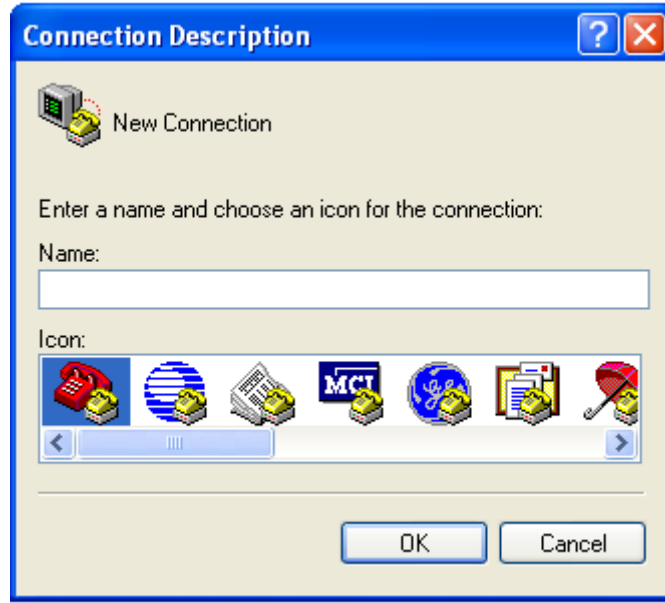 Connection Description
New Connection
Enter a name and choose an icon for the connection:
Name:
Icon:
MCI
OK
Cancel